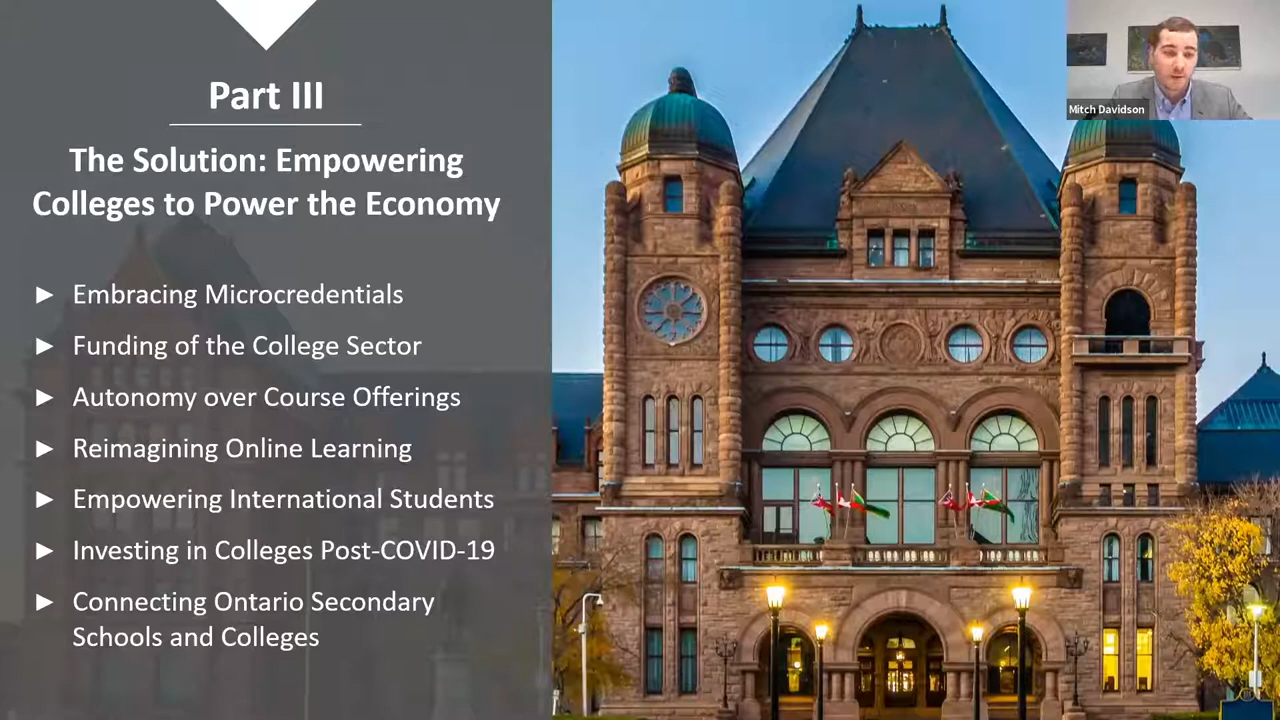 Part III
The Solution: Empowering
Colleges to Power the Economy
► Embracing Microcredentials
► Funding of the College Sector
► Autonomy over Course Offerings
► Reimagining Online Learning
► Empowering International Students
► Investing in Colleges Post-COVID-19
► Connecting Ontario Secondary
Schools and Colleges
Mitch Davidson